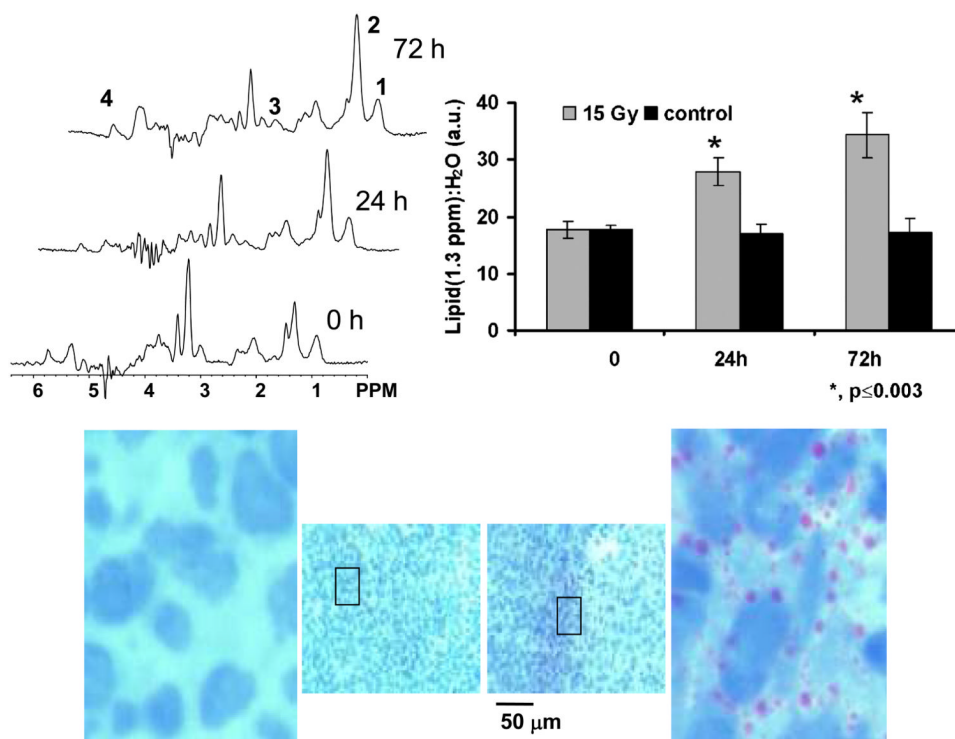 2
72 h
1
4
3
24 h
0 h
6 5 4 3 2 1 PPM
Lipid(1.3 ppm):H₂O (a.u.)
40
30
20
10
0
15 Gy control
*
*
0 24h 72h
*, p≤0.003
50 μm